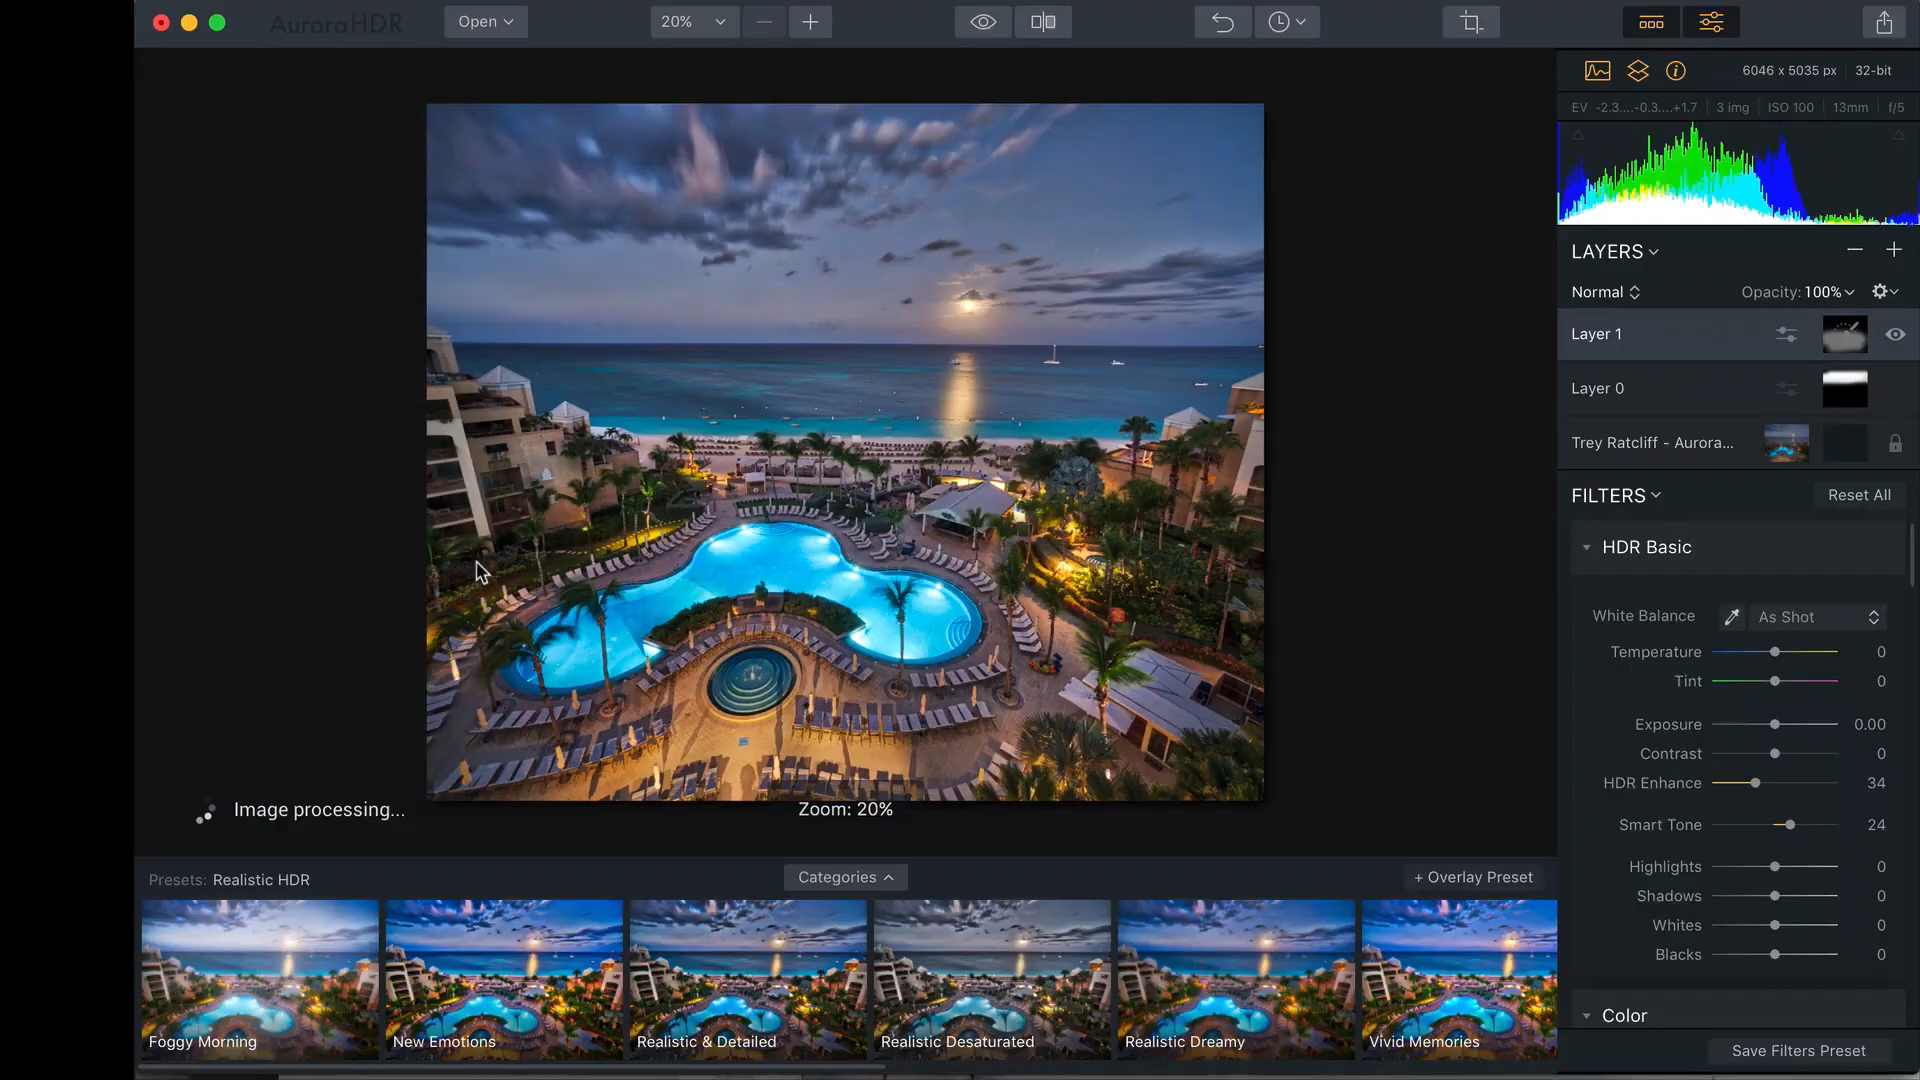 AuroraHDR
Open
20%
6046 x 5035 px
32-bit
EV -2.3....-0.3....+1.7
3 img
ISO 100
13mm
f/5
LAYERS
Normal
Opacity: 100%
Layer 1
Layer 0
Trey Ratcliff - Aurora...
FILTERS
Reset All
HDR Basic
White Balance
As Shot
Temperature 0
Tint 0
Exposure 0.00
Contrast 0
HDR Enhance 34
Smart Tone 24
Highlights 0
Shadows 0
Whites 0
Blacks 0
Color
Save Filters Preset
Image processing...
Zoom: 20%
Presets: Realistic HDR
Categories
+ Overlay Preset
Foggy Morning
New Emotions
Realistic & Detailed
Realistic Desaturated
Realistic Dreamy
Vivid Memories